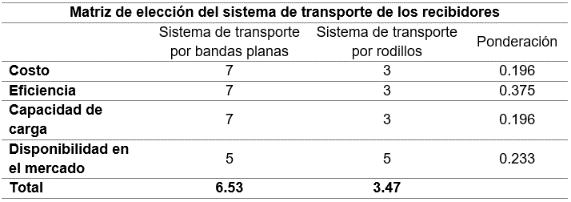 Matriz de elección del sistema de transporte de los recibidores
Sistema de transporte por bandas planas Sistema de transporte por rodillos Ponderación
Costo 7 3 0.196
Eficiencia 7 3 0.375
Capacidad de carga 7 3 0.196
Disponibilidad en el mercado 5 5 0.233
Total 6.53 3.47